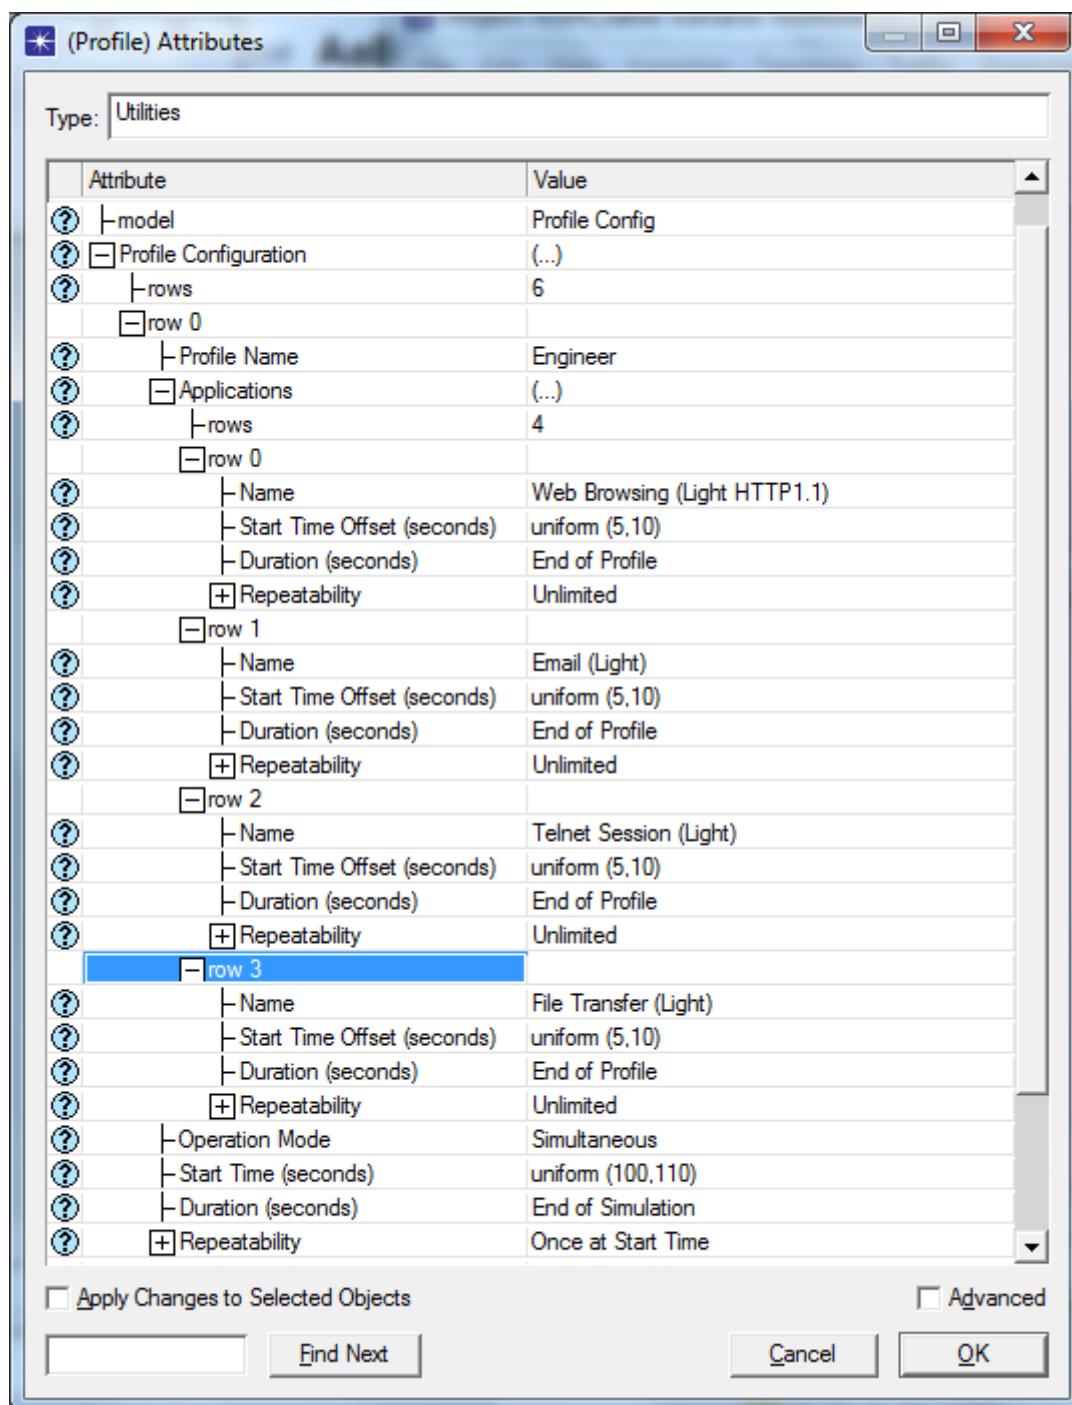 (Profile) Attributes
Type: Utilities
Attribute Value
model Profile Config
Profile Configuration (...)
rows 6
row 0
Profile Name Engineer
Applications (...)
rows 4
row 0
Name Web Browsing (Light HTTP1.1)
Start Time Offset (seconds) uniform (5,10)
Duration (seconds) End of Profile
Repeatability Unlimited
row 1
Name Email (Light)
Start Time Offset (seconds) uniform (5,10)
Duration (seconds) End of Profile
Repeatability Unlimited
row 2
Name Telnet Session (Light)
Start Time Offset (seconds) uniform (5,10)
Duration (seconds) End of Profile
Repeatability Unlimited
row 3
Name File Transfer (Light)
Start Time Offset (seconds) uniform (5,10)
Duration (seconds) End of Profile
Repeatability Unlimited
Operation Mode Simultaneous
Start Time (seconds) uniform (100,110)
Duration (seconds) End of Simulation
Repeatability Once at Start Time
Apply Changes to Selected Objects Advanced
Find Next Cancel OK